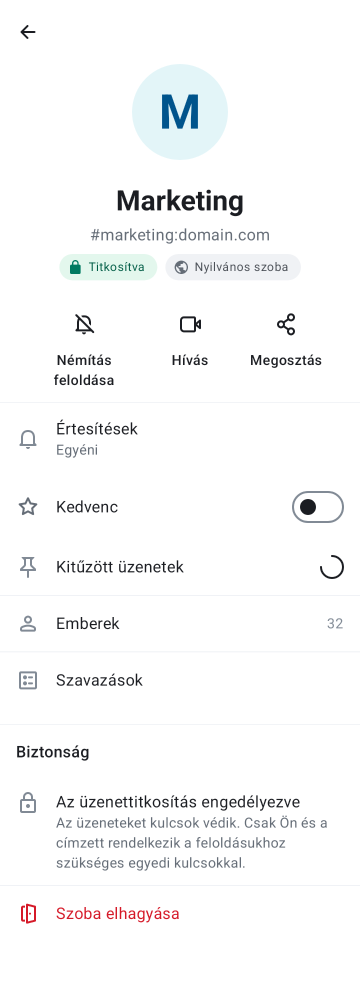 M
Marketing
#marketing:domain.com
Titkosítva
Nyilvános szoba
Némítás
feloldása
Hívás
Megosztás
Értesítések
Egyéni
Kedvenc
Kitűzött üzenetek
Emberek
32
Szavazások
Biztonság
Az üzenettitkosítás engedélyezve
Az üzeneteket kulcsok védik. Csak Ön és a
címzett rendelkezik a feloldásukhoz
szükséges egyedi kulcsokkal.
Szoba elhagyása